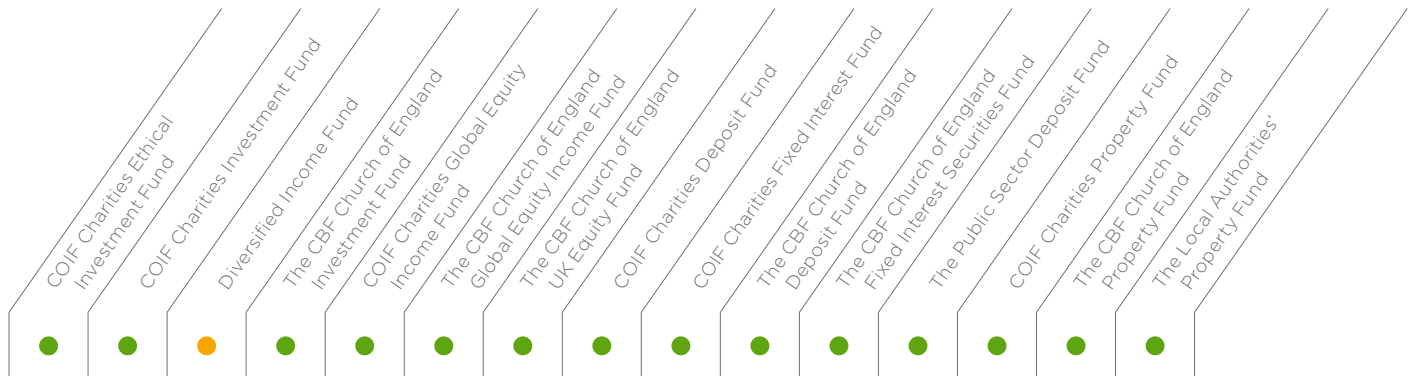 COIF Charities Ethical
Investment Fund
COIF Charities Investment Fund
Diversified Income Fund
The CBF Church of England
Investment Fund
COIF Charities Global Equity
Income Fund
The CBF Church of England
Global Equity Income Fund
The CBF Church of England
UK Equity Fund
COIF Charities Deposit Fund
COIF Charities Fixed Interest Fund
The CBF Church of England
Deposit Fund
The CBF Church of England
Fixed Interest Securities Fund
The Public Sector Deposit Fund
COIF Charities Property Fund
The CBF Church of England
Property Fund
The Local Authorities’
Property Fund